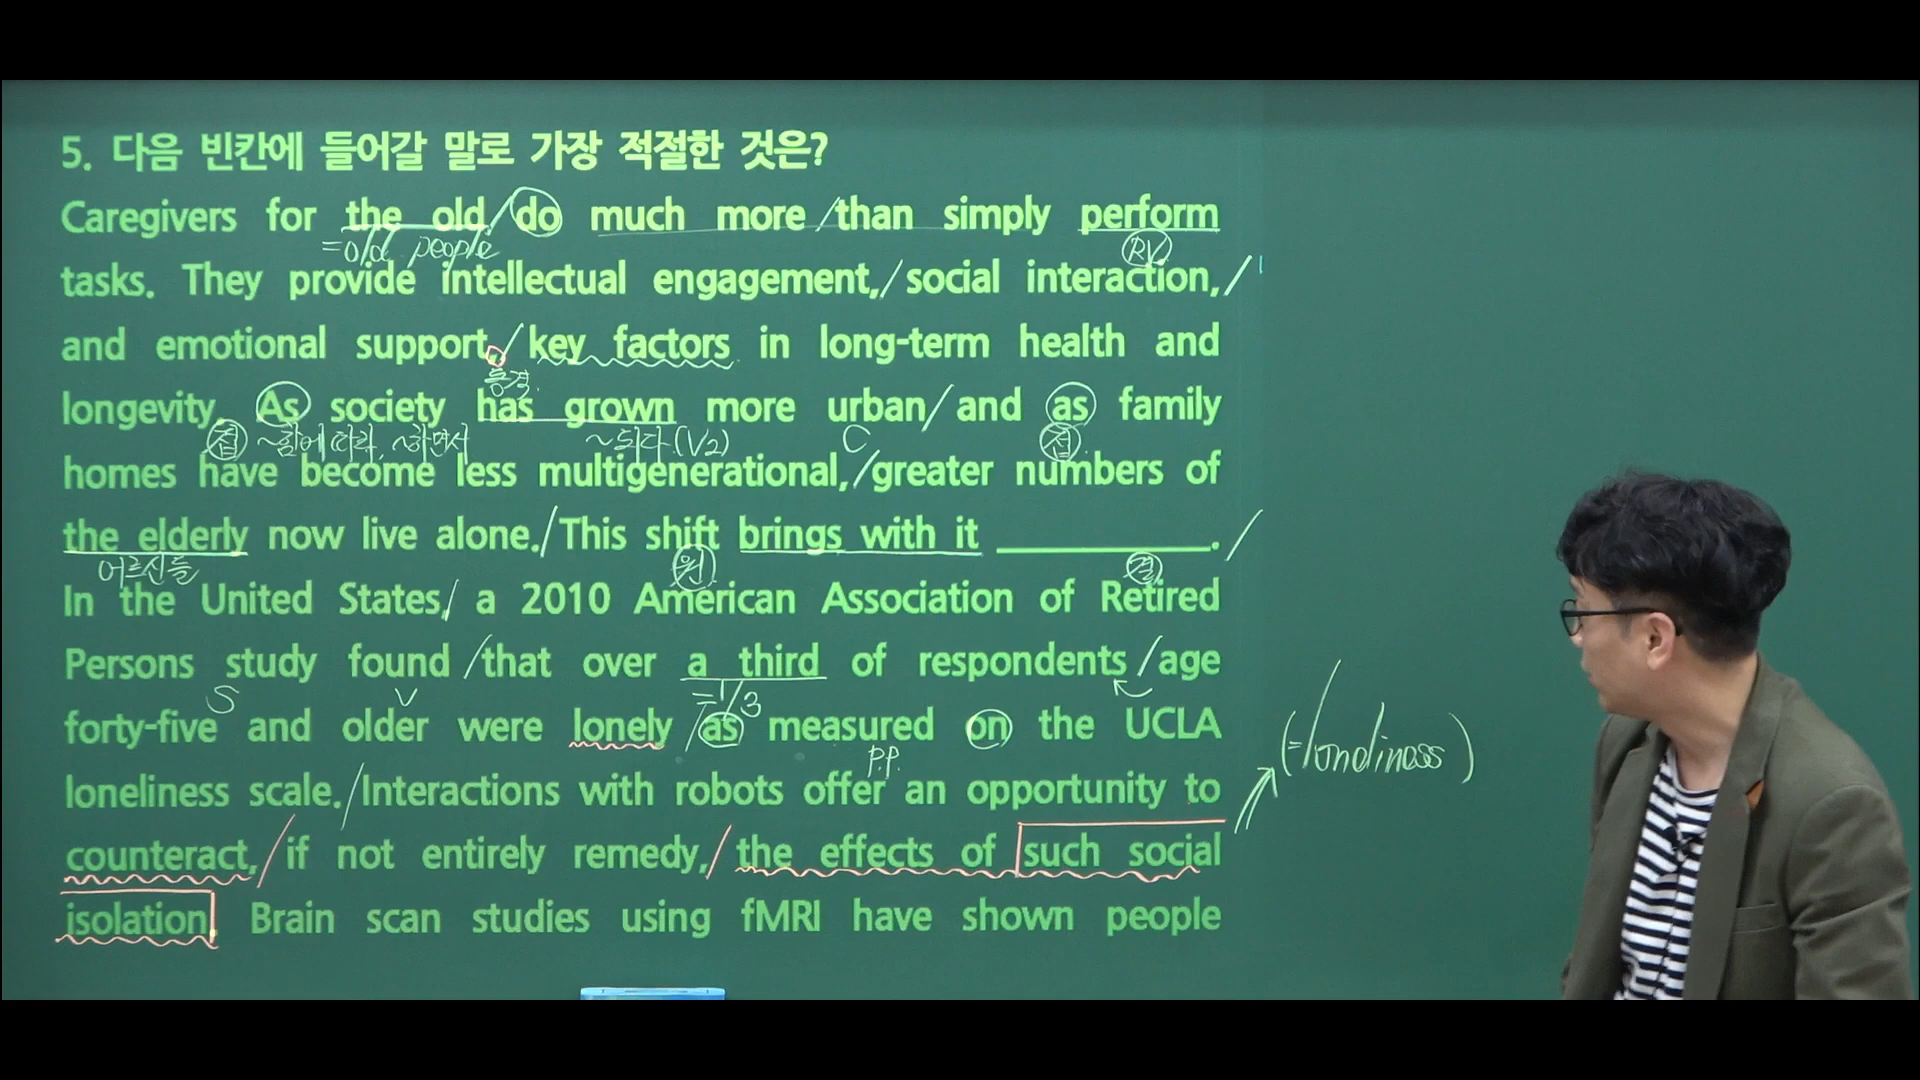 5. 다음 빈칸에 들어갈 말로 가장 적절한 것은?
Caregivers for the old / do much more / than simply perform
=old people
RV
tasks. They provide intellectual engagement, / social interaction, /
and emotional support, / key factors in long-term health and
동격
longevity. As society has grown more urban / and as family
접 ~함에 따라, ~하면서 ~되다 (V2) C 접
homes have become less multigenerational, / greater numbers of
the elderly now live alone. / This shift brings with it ________. /
어르신들 원 결
In the United States, / a 2010 American Association of Retired
Persons study found / that over a third of respondents / age
S V =1/3
forty-five and older were lonely / as measured on the UCLA
p.p.
(=loneliness)
loneliness scale. / Interactions with robots offer an opportunity to
counteract, / if not entirely remedy, / the effects of such social
isolation. Brain scan studies using fMRI have shown people